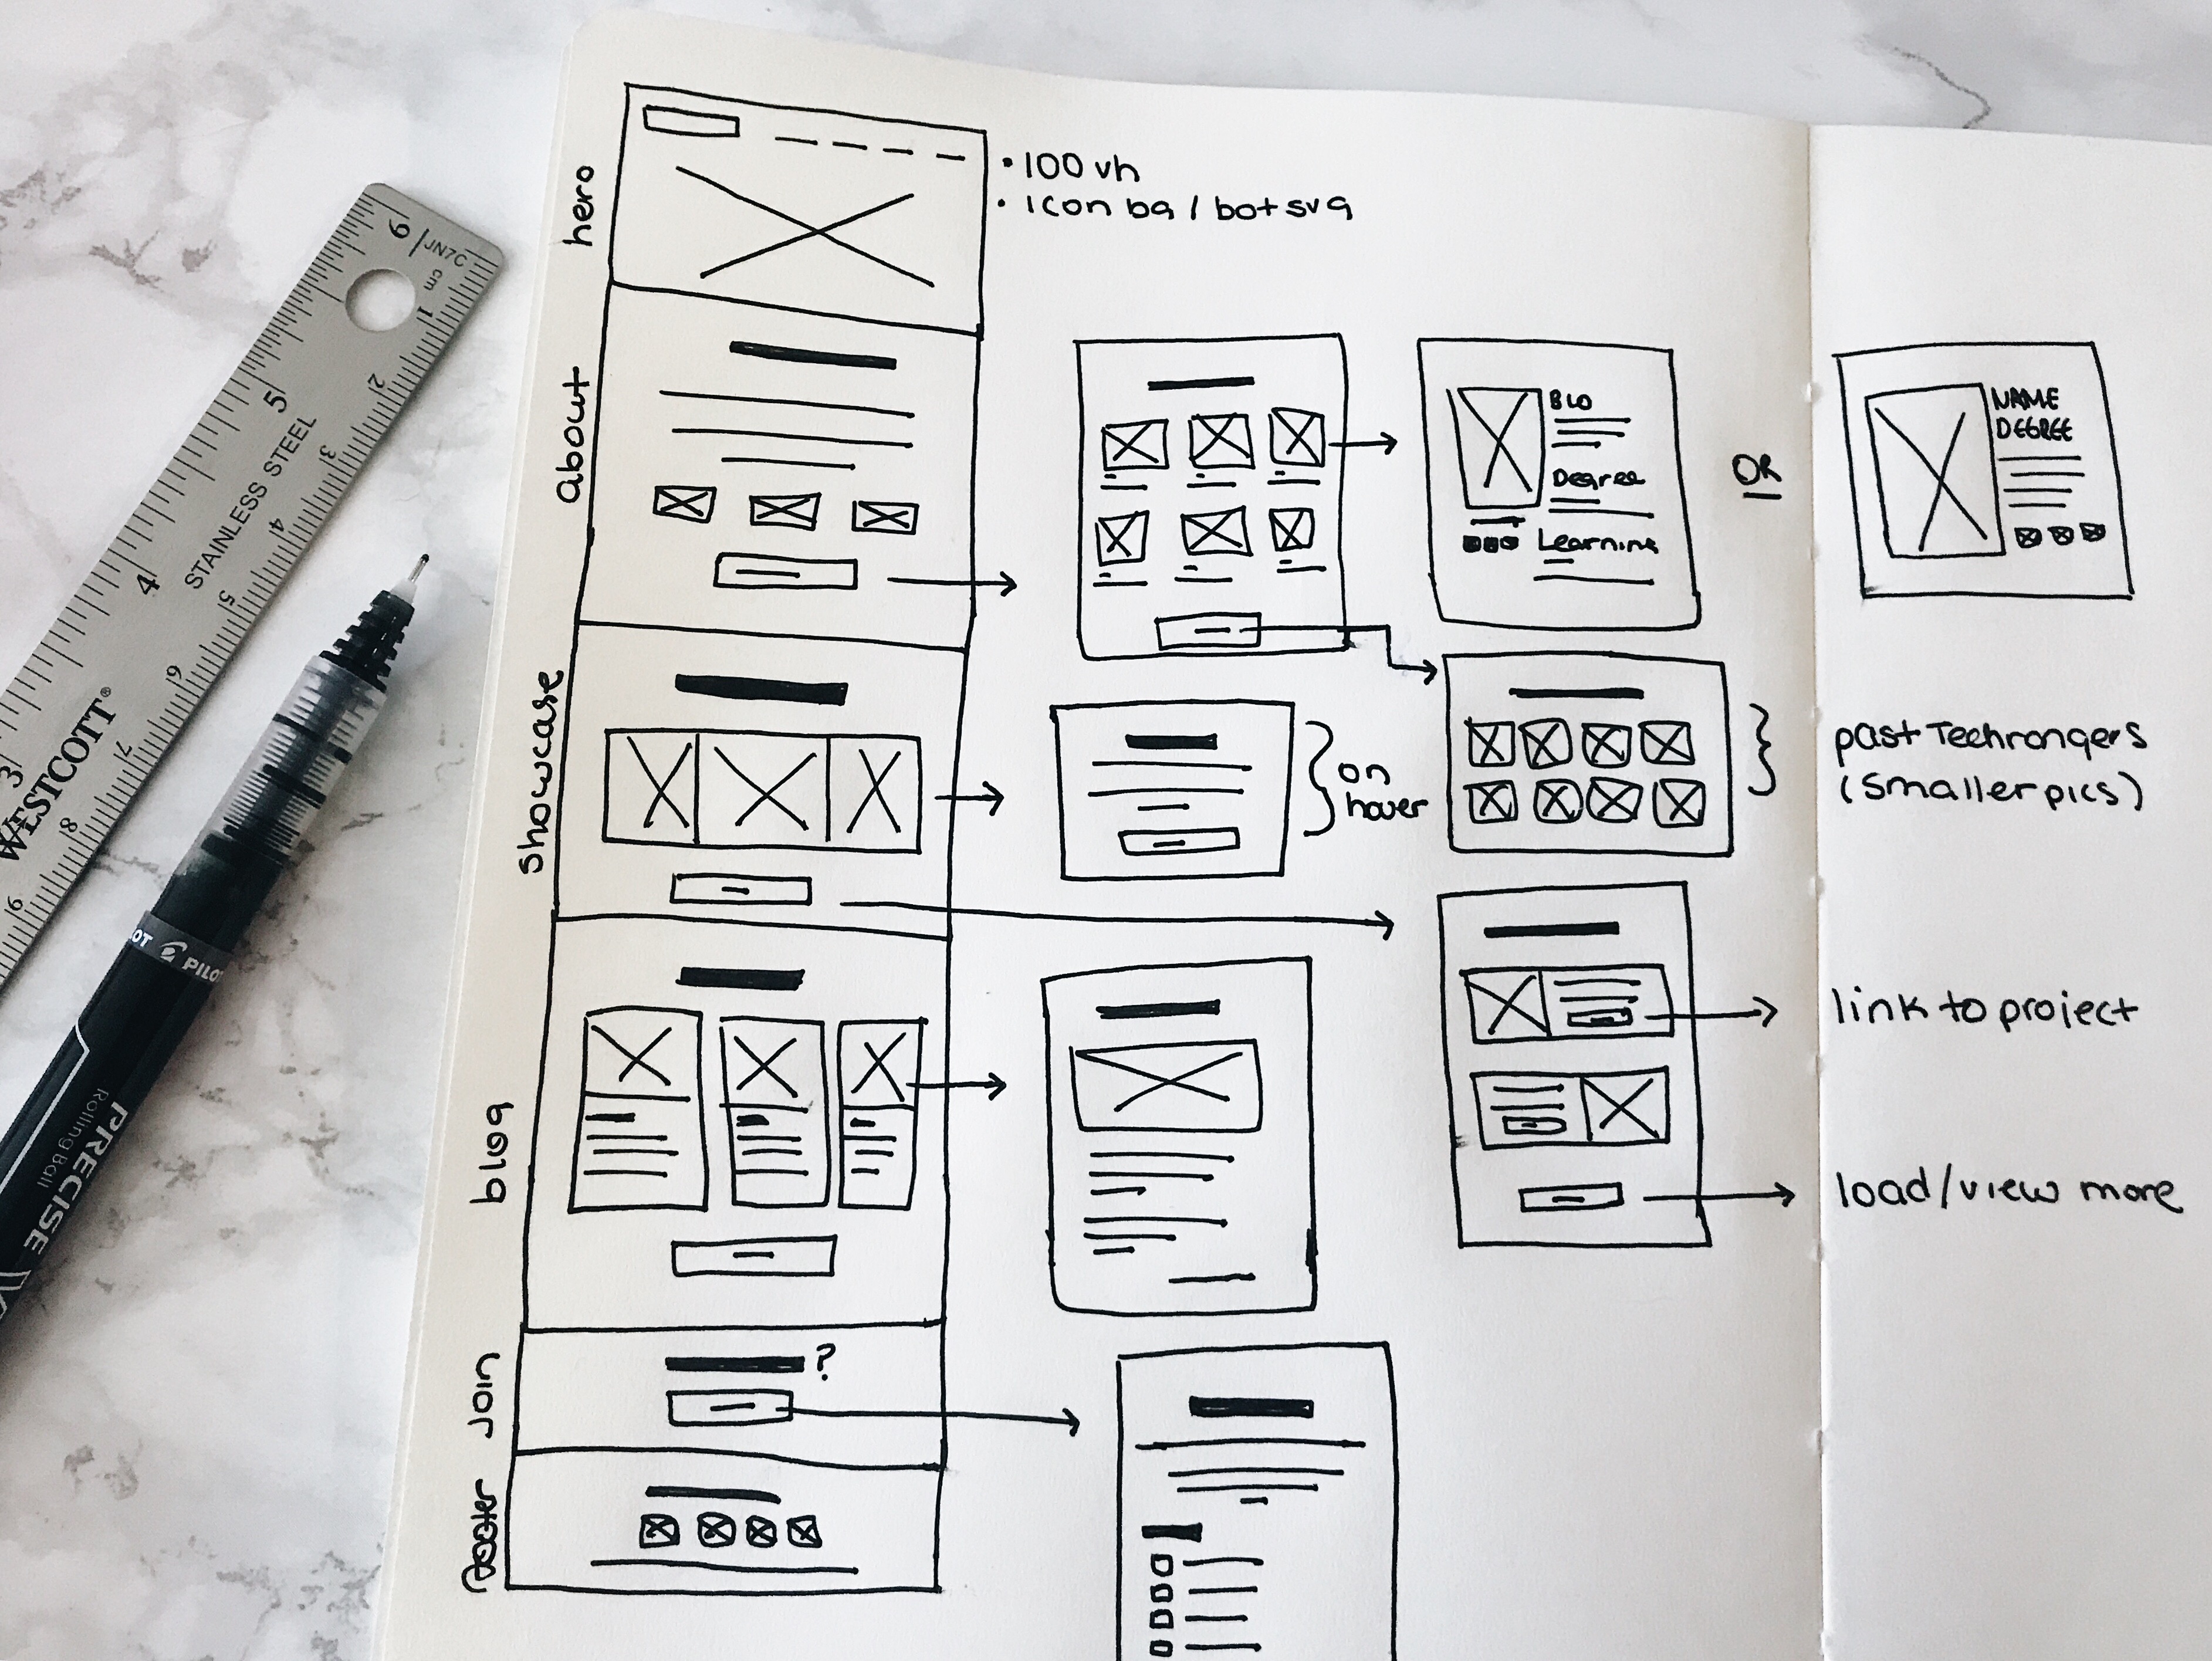 hero
• 100 vh
• icon bg / bot svg
about
BIO
Degree
Learning
OR
NAME
DEGREE
showcase
on
hover
past Techrangers
(smaller pics)
link to project
load/view more
blog
Join
?
footer
6
JN7C
cm
1
2
3
4
5
6
7
8
9
5
4
3
STAINLESS STEEL
WESTCOTT®
PILOT
PRECISE
Rolling Ball